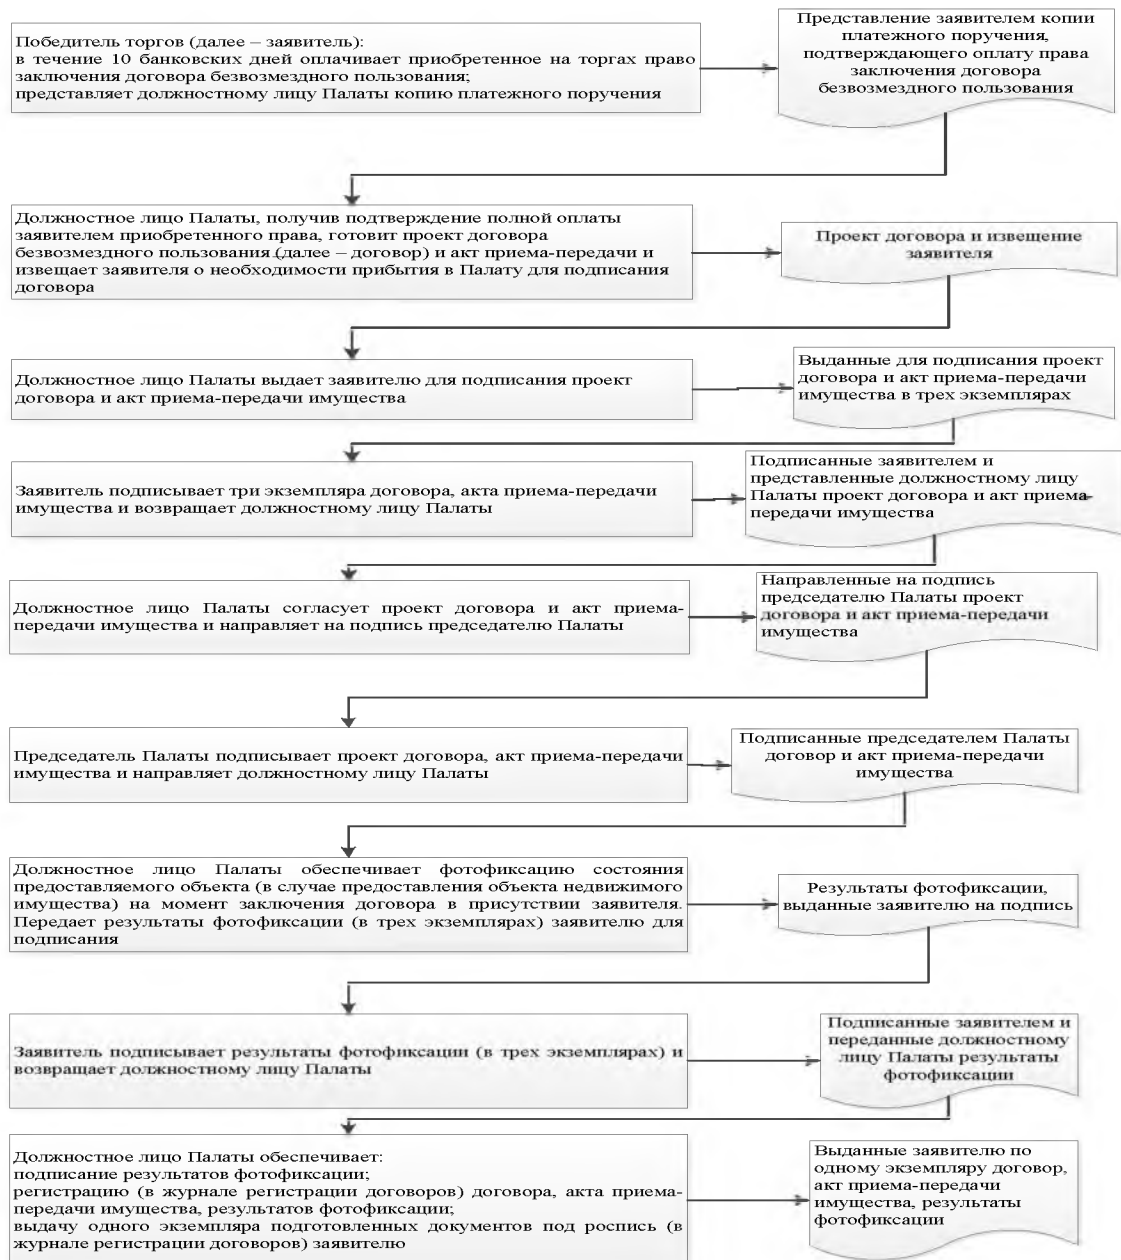 Победитель торгов (далее – заявитель):
в течение 10 банковских дней оплачивает приобретенное на торгах право
заключения договора безвозмездного пользования;
представляет должностному лицу Палаты копию платежного поручения
Представление заявителем копии
платежного поручения,
подтверждающего оплату права
заключения договора
безвозмездного пользования
Должностное лицо Палаты, получив подтверждение полной оплаты
заявителем приобретенного права, готовит проект договора
безвозмездного пользования (далее – договор) и акт приема-передачи и
извещает заявителя о необходимости прибытия в Палату для подписания
договора
Проект договора и извещение
заявителя
Должностное лицо Палаты выдает заявителю для подписания проект
договора и акт приема-передачи имущества
Выданные для подписания проект
договора и акт приема-передачи
имущества в трех экземплярах
Заявитель подписывает три экземпляра договора, акта приема-передачи
имущества и возвращает должностному лицу Палаты
Подписанные заявителем и
представленные должностному лицу
Палаты проект договора и акт приема-
передачи имущества
Должностное лицо Палаты согласует проект договора и акт приема-
передачи имущества и направляет на подпись председателю Палаты
Направленные на подпись
председателю Палаты проект
договора и акт приема-передачи
имущества
Председатель Палаты подписывает проект договора, акт приема-передачи
имущества и направляет должностному лицу Палаты
Подписанные председателем Палаты
договор и акт приема-передачи
имущества
Должностное лицо Палаты обеспечивает фотофиксацию состояния
предоставляемого объекта (в случае предоставления объекта недвижимого
имущества) на момент заключения договора в присутствии заявителя.
Передает результаты фотофиксации (в трех экземплярах) заявителю для
подписания
Результаты фотофиксации,
выданные заявителю на подпись
Заявитель подписывает результаты фотофиксации (в трех экземплярах) и
возвращает должностному лицу Палаты
Подписанные заявителем и
переданные должностному
лицу Палаты результаты
фотофиксации
Должностное лицо Палаты обеспечивает:
подписание результатов фотофиксации;
регистрацию (в журнале регистрации договоров) договора, акта приема-
передачи имущества, результатов фотофиксации;
выдачу одного экземпляра подготовленных документов под роспись (в
журнале регистрации договоров) заявителю
Выданные заявителю по
одному экземпляру договор,
акт приема-передачи
имущества, результаты
фотофиксации